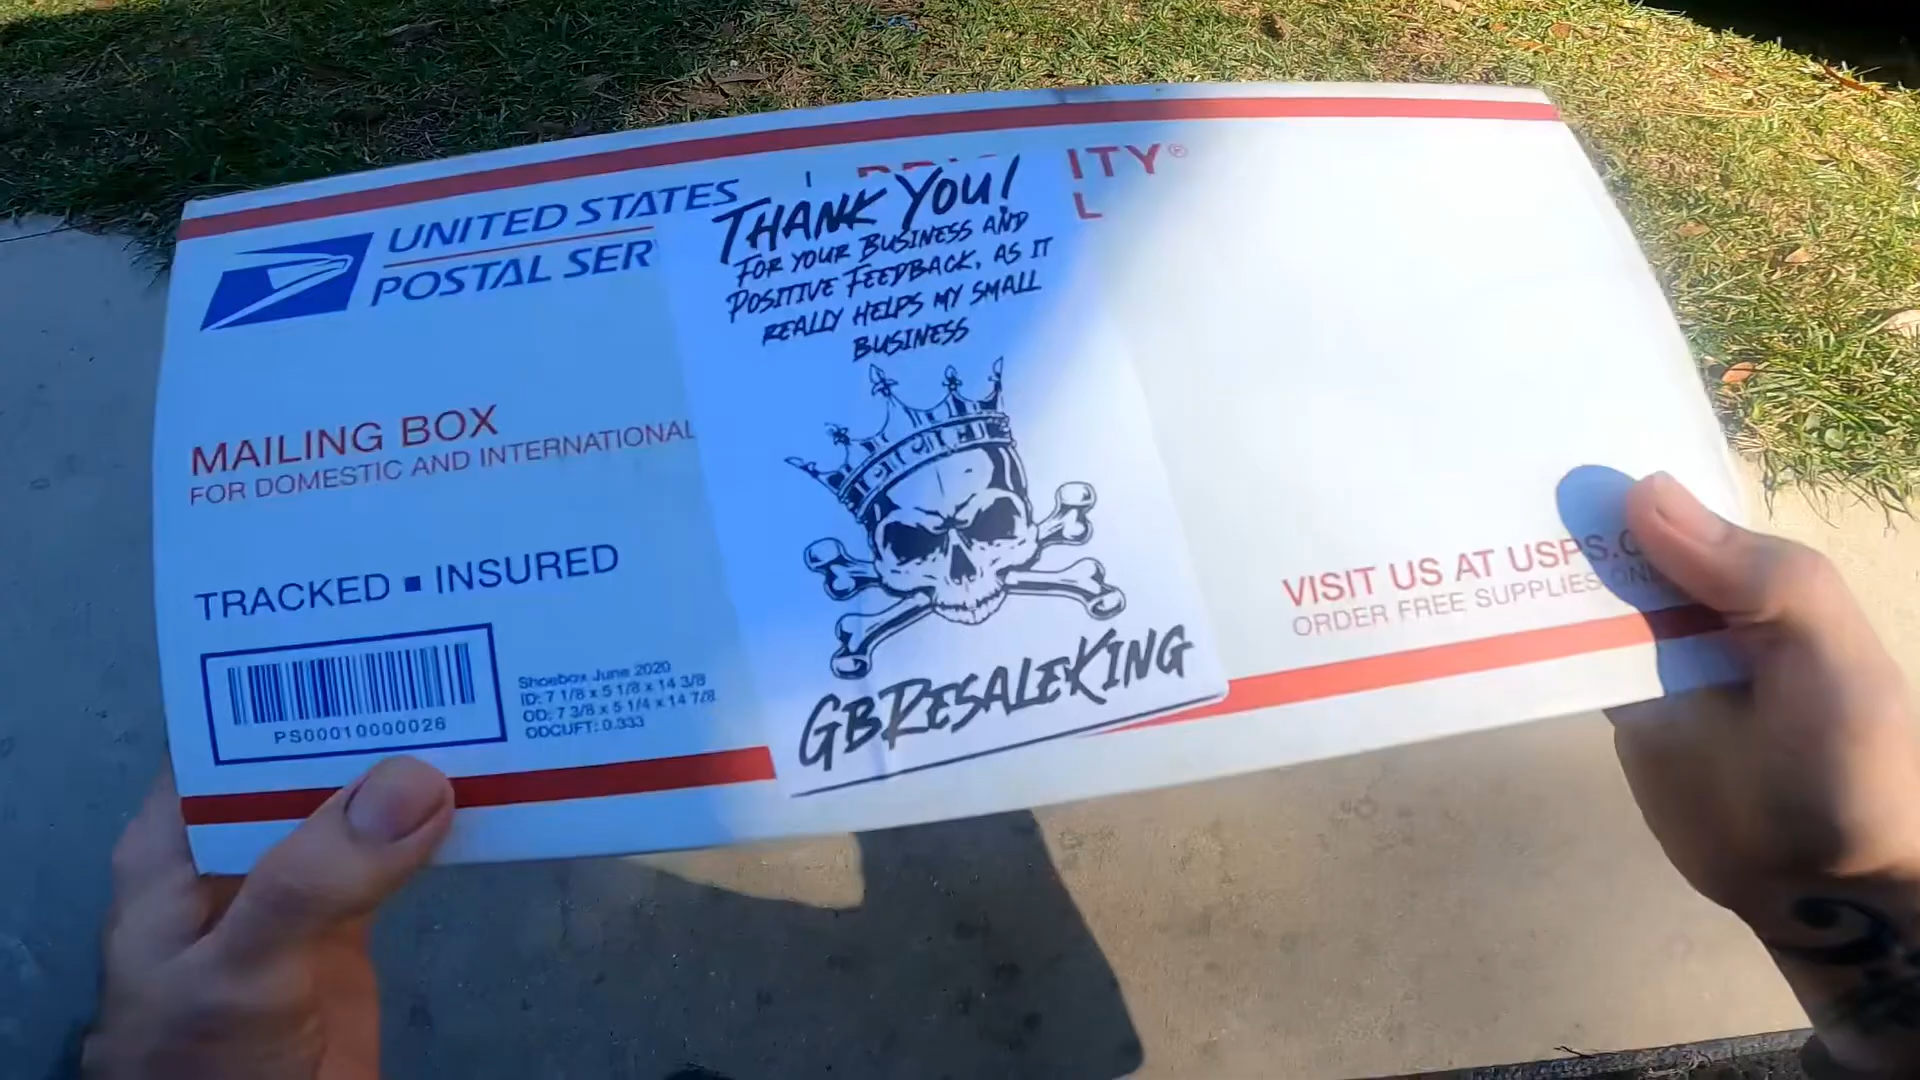 UNITED STATES
POSTAL SER
ITY®
L
THANK YOU!
FOR YOUR BUSINESS AND
POSITIVE FEEDBACK, AS IT
REALLY HELPS MY SMALL
BUSINESS
GBRESALEKING
MAILING BOX
FOR DOMESTIC AND INTERNATIONAL
TRACKED ▪ INSURED
PS00010000026
Shoebox June 2020
ID: 7 1/8 x 5 1/8 x 14 3/8
OD: 7 3/8 x 5 1/4 x 14 7/8
ODCUFT: 0.333
VISIT US AT USPS.C
ORDER FREE SUPPLIES ONL